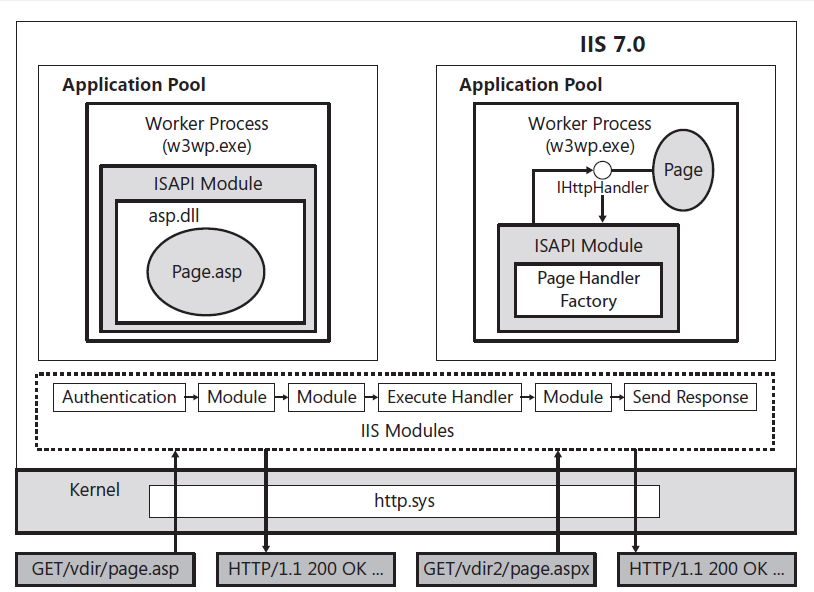 IIS 7.0
Application Pool
Worker Process
(w3wp.exe)
ISAPI Module
asp.dll
Page.asp
Application Pool
Worker Process
(w3wp.exe)
Page
IHttpHandler
ISAPI Module
Page Handler
Factory
Authentication
Module
Module
Execute Handler
Module
Send Response
IIS Modules
Kernel
http.sys
GET/vdir/page.asp
HTTP/1.1 200 OK ...
GET/vdir2/page.aspx
HTTP/1.1 200 OK ...